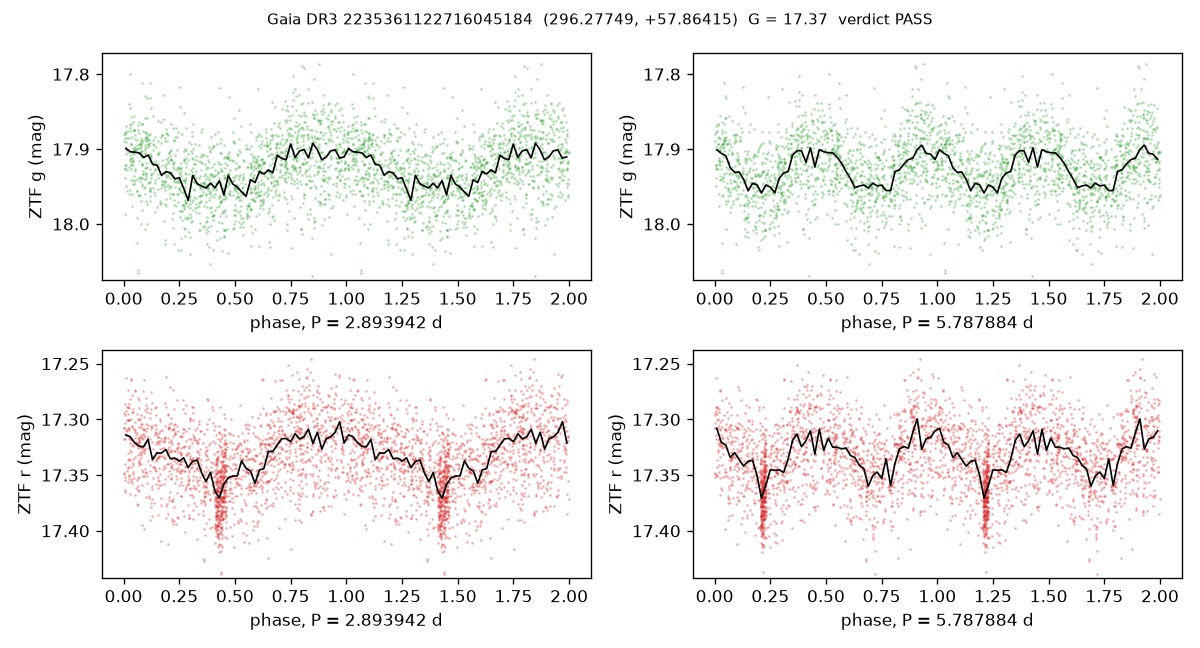 Gaia DR3 2235361122716045184 (296.27749, +57.86415) G = 17.37 verdict PASS
17.8
17.9
18.0
ZTF g (mag)
0.00 0.25 0.50 0.75 1.00 1.25 1.50 1.75 2.00
phase, P = 2.893942 d
17.8
17.9
18.0
ZTF g (mag)
0.00 0.25 0.50 0.75 1.00 1.25 1.50 1.75 2.00
phase, P = 5.787884 d
17.25
17.30
17.35
17.40
ZTF r (mag)
0.00 0.25 0.50 0.75 1.00 1.25 1.50 1.75 2.00
phase, P = 2.893942 d
17.25
17.30
17.35
17.40
ZTF r (mag)
0.00 0.25 0.50 0.75 1.00 1.25 1.50 1.75 2.00
phase, P = 5.787884 d